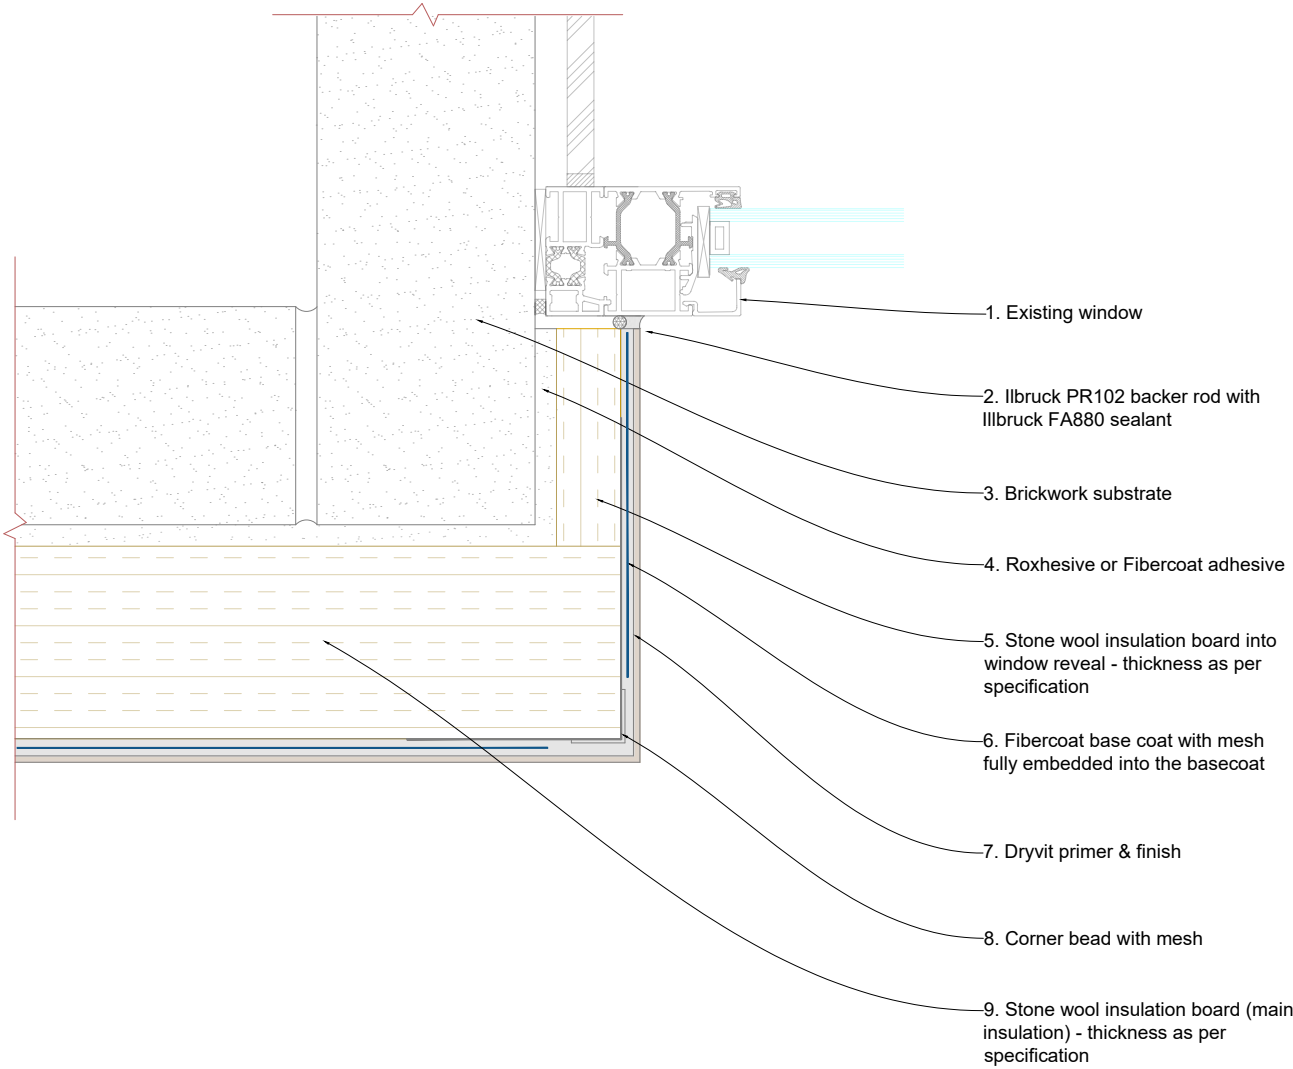 1. Existing window
2. Ilbruck PR102 backer rod with
Illbruck FA880 sealant
3. Brickwork substrate
4. Roxhesive or Fibercoat adhesive
5. Stone wool insulation board into
window reveal - thickness as per
specification
6. Fibercoat base coat with mesh
fully embedded into the basecoat
7. Dryvit primer & finish
8. Corner bead with mesh
9. Stone wool insulation board (main
insulation) - thickness as per
specification